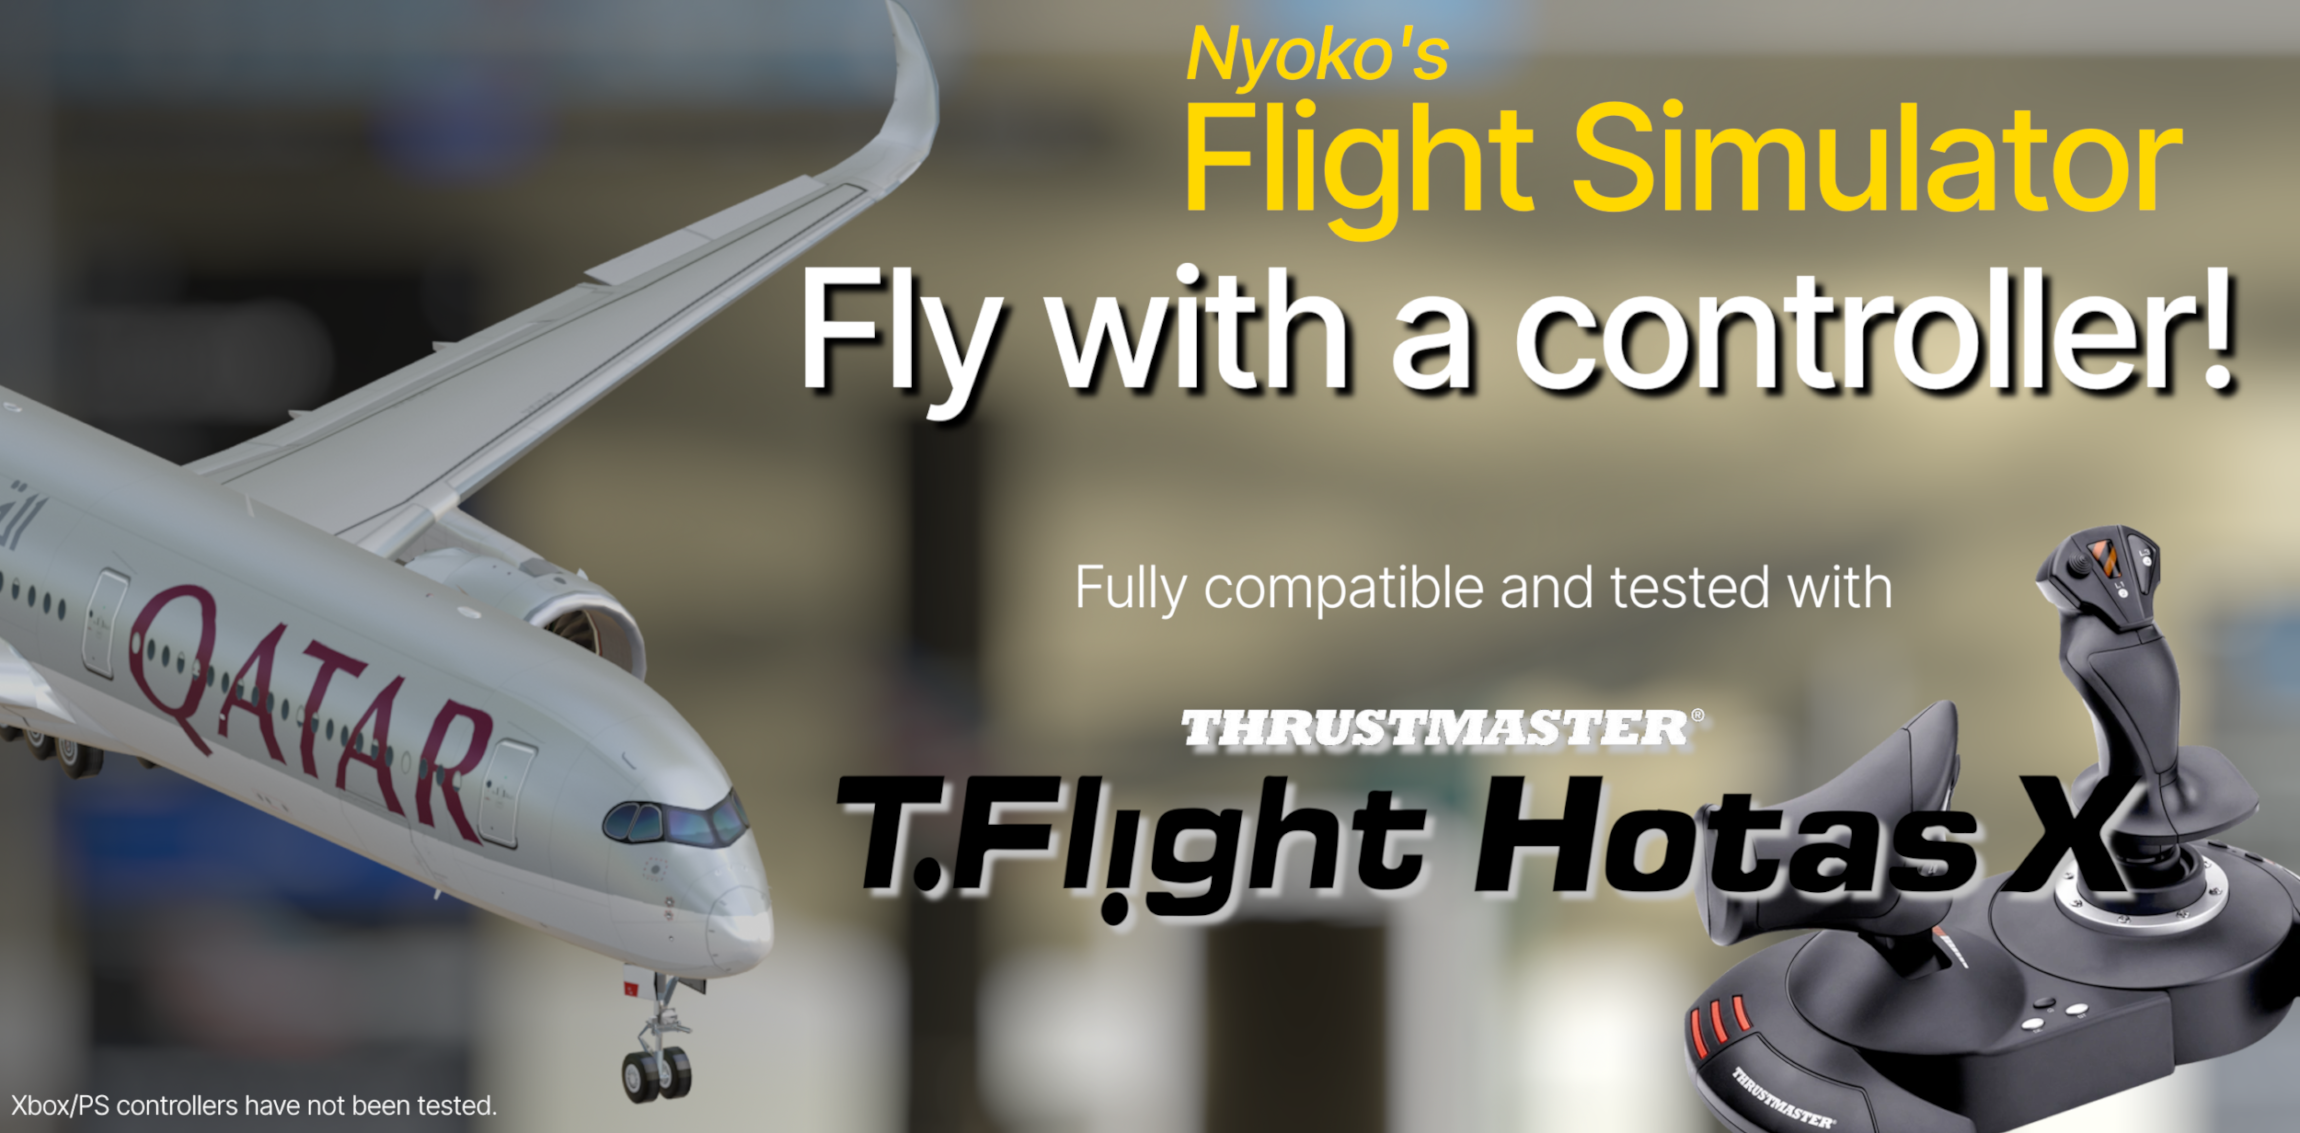 Nyoko's
Flight Simulator
Fly with a controller!
Fully compatible and tested with
THRUSTMASTER®
T.Flight Hotas X
QATAR
THRUSTMASTER®
Xbox/PS controllers have not been tested.